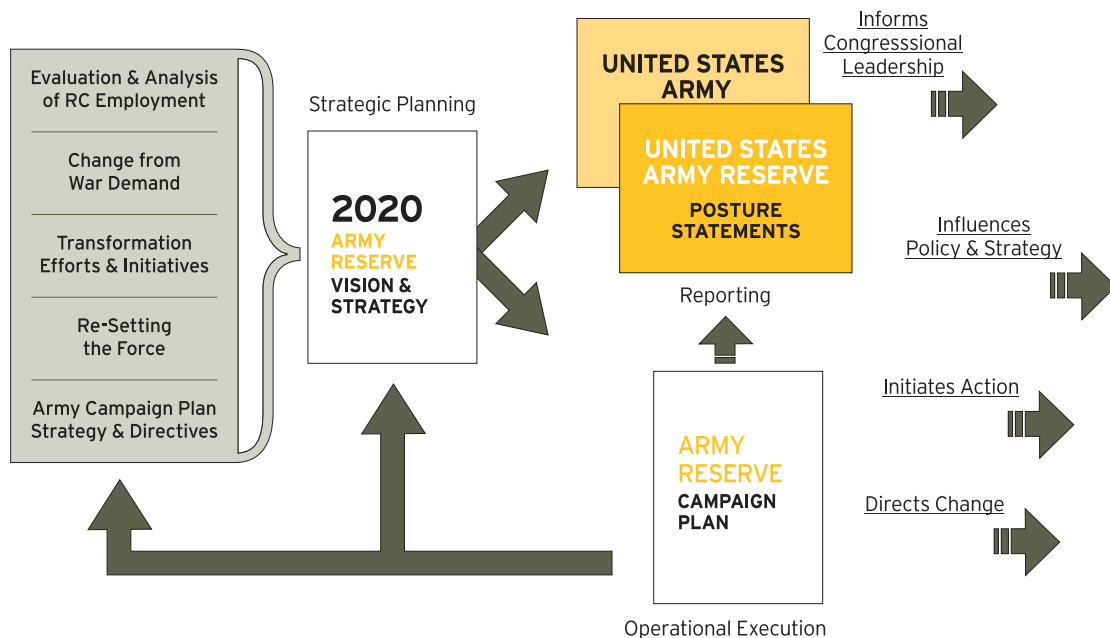 Evaluation & Analysis
of RC Employment
Change from
War Demand
Transformation
Efforts & Initiatives
Re-Setting
the Force
Army Campaign Plan
Strategy & Directives
Strategic Planning
2020
ARMY
RESERVE
VISION &
STRATEGY
UNITED STATES
ARMY
UNITED STATES
ARMY RESERVE
POSTURE
STATEMENTS
Reporting
ARMY
RESERVE
CAMPAIGN
PLAN
Operational Execution
Informs
Congresssional
Leadership
Influences
Policy & Strategy
Initiates Action
Directs Change